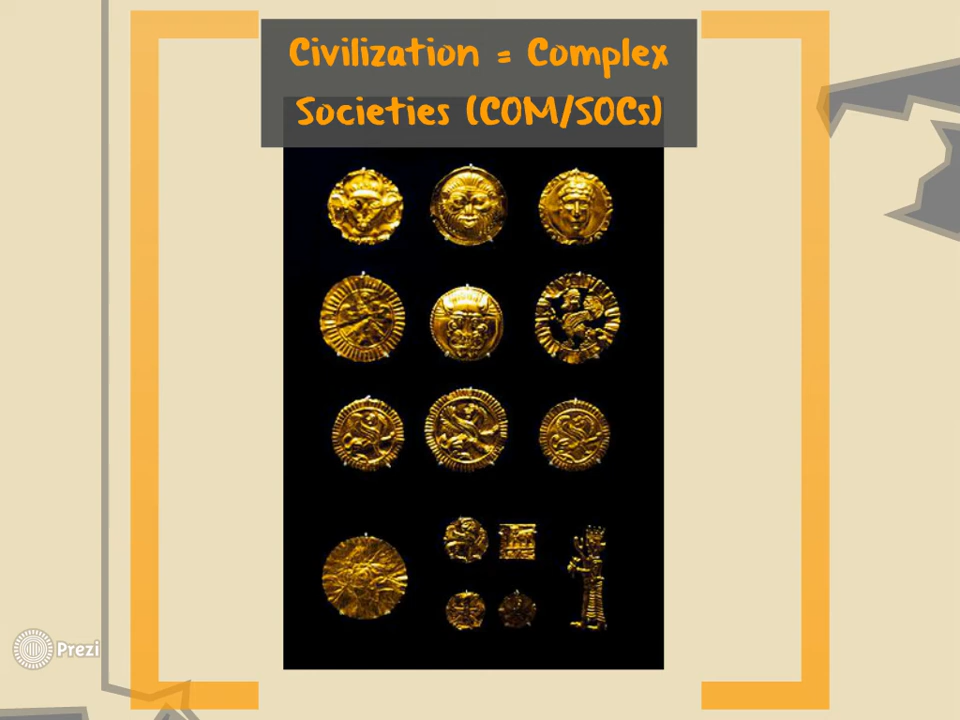 Civilization = Complex
Societies (COM/SOCs)
Prezi